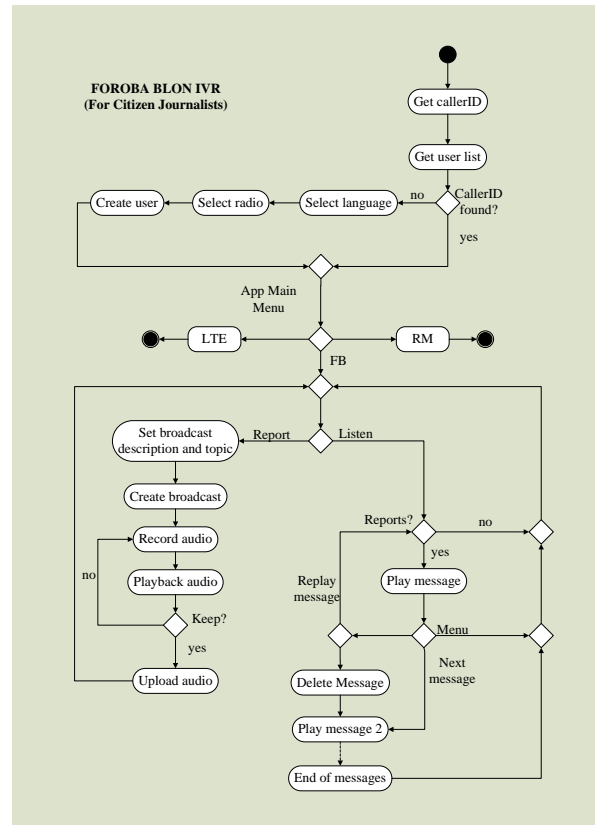 FOROBA BLON IVR
(For Citizen Journalists)
Get callerID
Get user list
CallerID
found?
no
yes
Select language
Select radio
Create user
App Main
Menu
LTE
RM
FB
Report
Listen
Set broadcast
description and topic
Create broadcast
Record audio
Playback audio
no
Keep?
yes
Upload audio
Reports?
no
yes
Play message
Replay
message
Menu
Next
message
Delete Message
Play message 2
End of messages